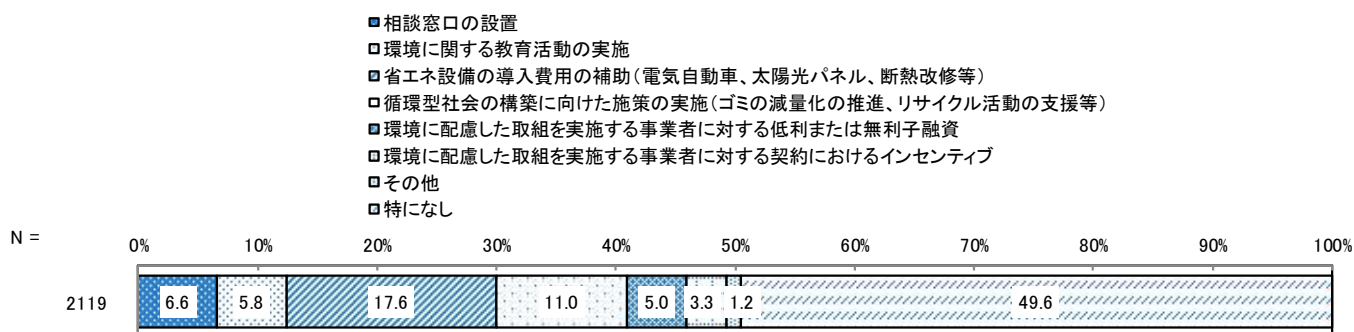 相談窓口の設置
環境に関する教育活動の実施
省エネ設備の導入費用の補助（電気自動車、太陽光パネル、断熱改修等）
循環型社会の構築に向けた施策の実施（ゴミの減量化の推進、リサイクル活動の支援等）
環境に配慮した取組を実施する事業者に対する低利または無利子融資
環境に配慮した取組を実施する事業者に対する契約におけるインセンティブ
その他
特になし
N = 0% 10% 20% 30% 40% 50% 60% 70% 80% 90% 100%
2119 6.6 5.8 17.6 11.0 5.0 3.3 1.2 49.6